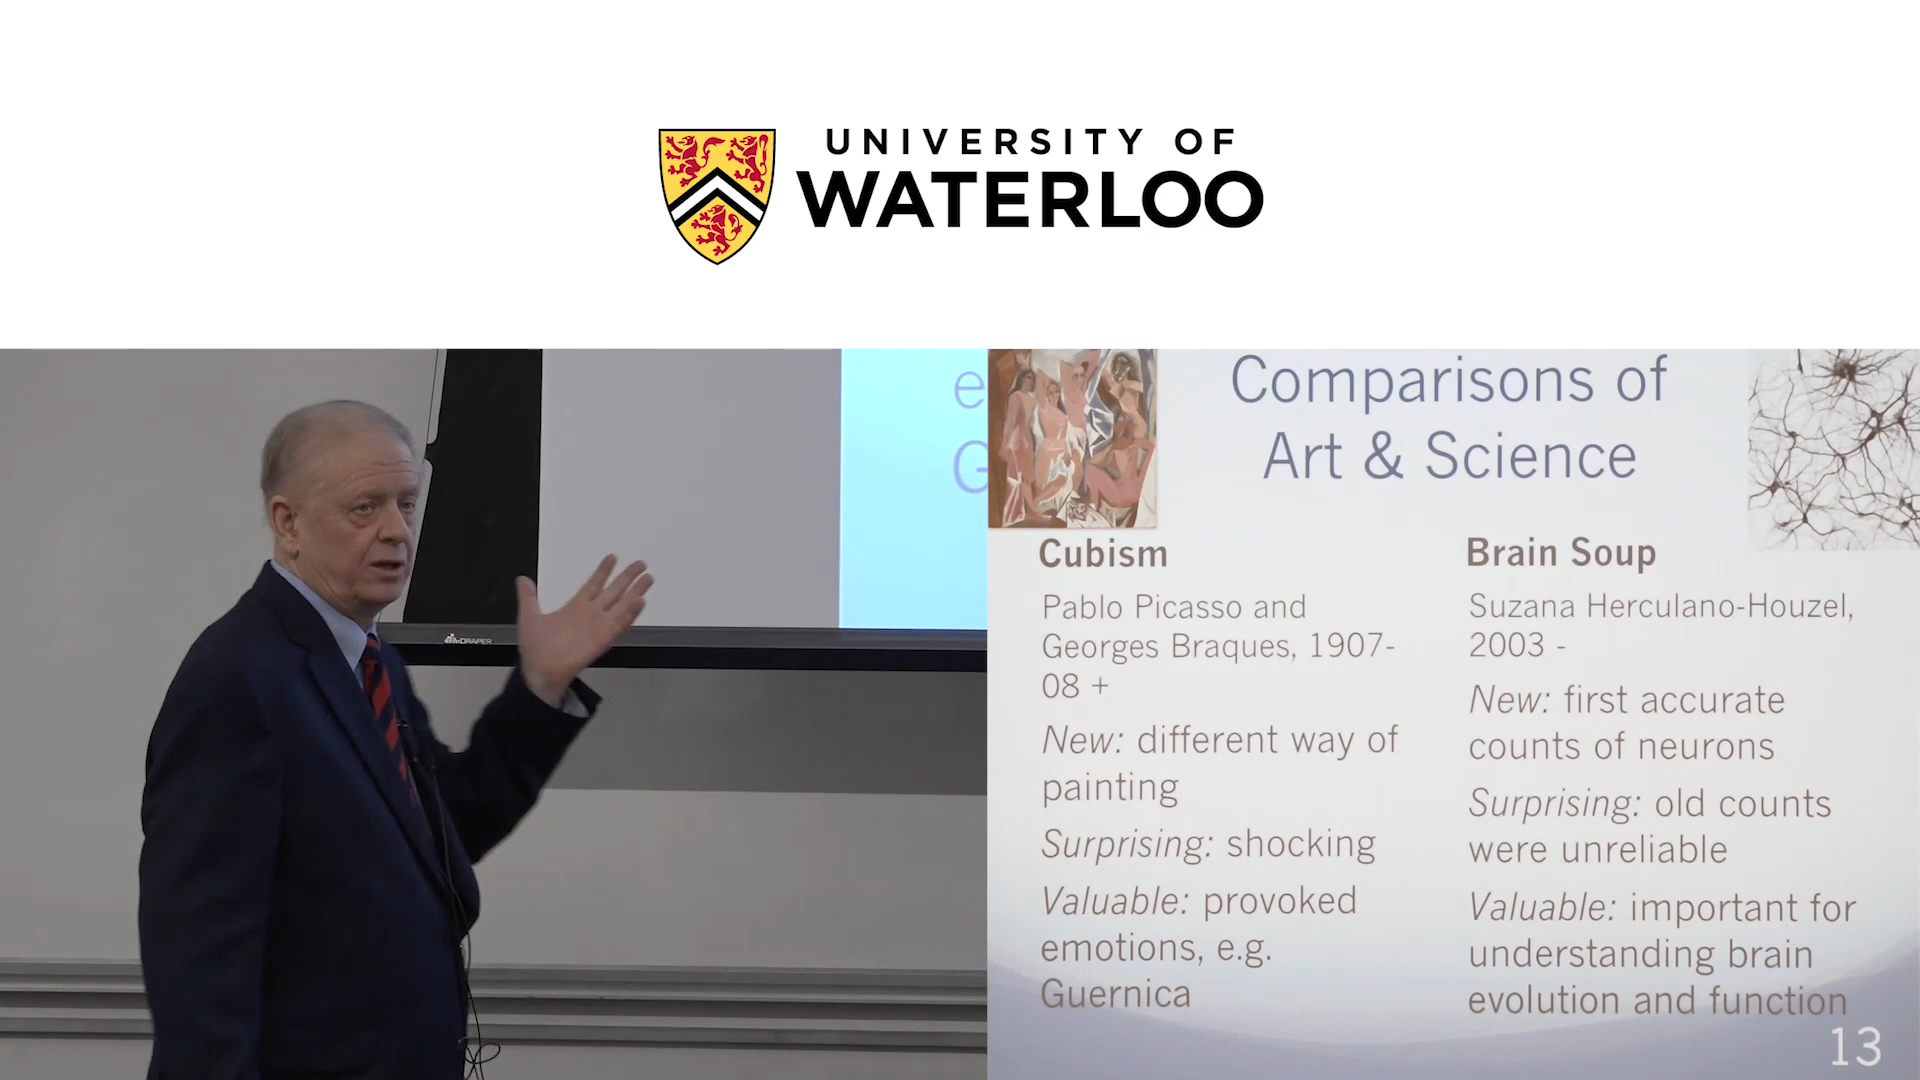 UNIVERSITY OF
WATERLOO
e
G
DRAPER
Comparisons of
Art & Science
Cubism
Pablo Picasso and
Georges Braques, 1907-
08 +
New: different way of
painting
Surprising: shocking
Valuable: provoked
emotions, e.g.
Guernica
Brain Soup
Suzana Herculano-Houzel,
2003 -
New: first accurate
counts of neurons
Surprising: old counts
were unreliable
Valuable: important for
understanding brain
evolution and function
13